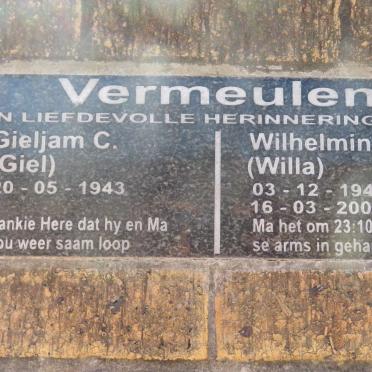 Vermeulen
N LIEFDEVOLLE HERINNERING
Gieljam C.
(Giel)
20 - 05 - 1943
ankie Here dat hy en Ma
ou weer saam loop
Wilhelmin
(Willa)
03 - 12 - 194
16 - 03 - 200
Ma het om 23:10
se arms in geha